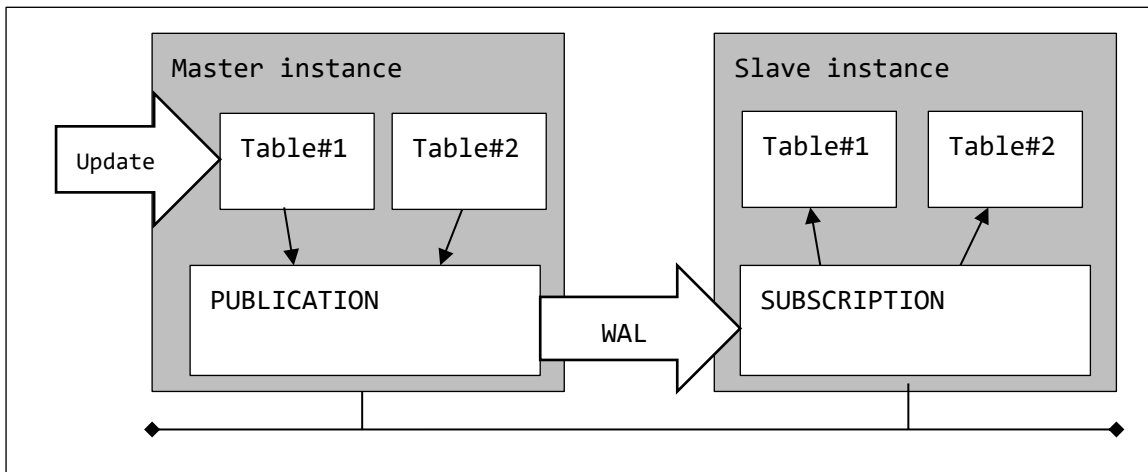 Master instance
Slave instance
Update
Table#1
Table#2
Table#1
Table#2
PUBLICATION
WAL
SUBSCRIPTION